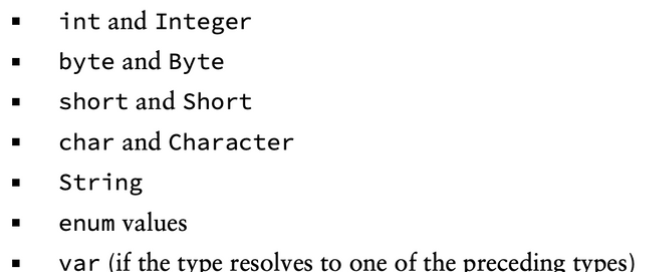 ▪ int and Integer
▪ byte and Byte
▪ short and Short
▪ char and Character
▪ String
▪ enum values
▪ var (if the type resolves to one of the preceding types)